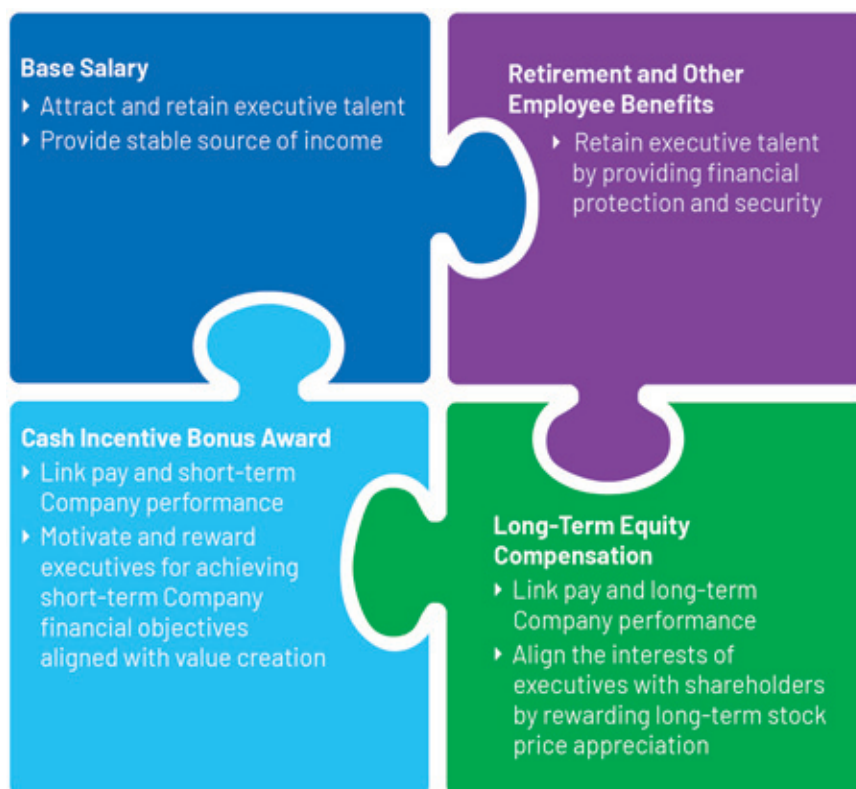 Base Salary
‣ Attract and retain executive talent
‣ Provide stable source of income
Retirement and Other
Employee Benefits
‣ Retain executive talent
by providing financial
protection and security
Cash Incentive Bonus Award
‣ Link pay and short-term
Company performance
‣ Motivate and reward
executives for achieving
short-term Company
financial objectives
aligned with value creation
Long-Term Equity
Compensation
‣ Link pay and long-term
Company performance
‣ Align the interests of
executives with shareholders
by rewarding long-term stock
price appreciation